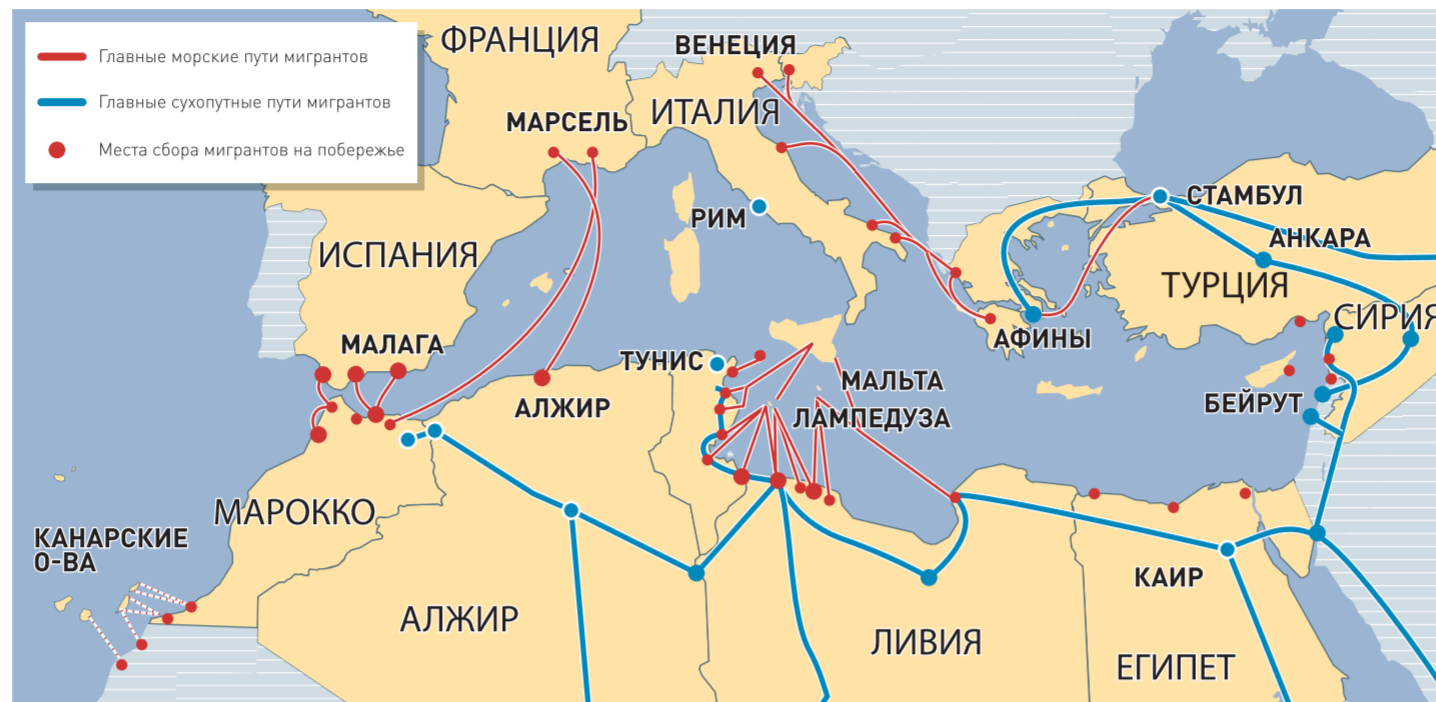 Главные морские пути мигрантов
Главные сухопутные пути мигрантов
Места сбора мигрантов на побережье
ФРАНЦИЯ
ВЕНЕЦИЯ
ИТАЛИЯ
МАРСЕЛЬ
РИМ
СТАМБУЛ
АНКАРА
ИСПАНИЯ
ТУРЦИЯ
СИРИЯ
МАЛАГА
АФИНЫ
ТУНИС
МАЛЬТА
АЛЖИР
ЛАМПЕДУЗА
БЕЙРУТ
МАРОККО
КАНАРСКИЕ
О-ВА
КАИР
АЛЖИР
ЛИВИЯ
ЕГИПЕТ